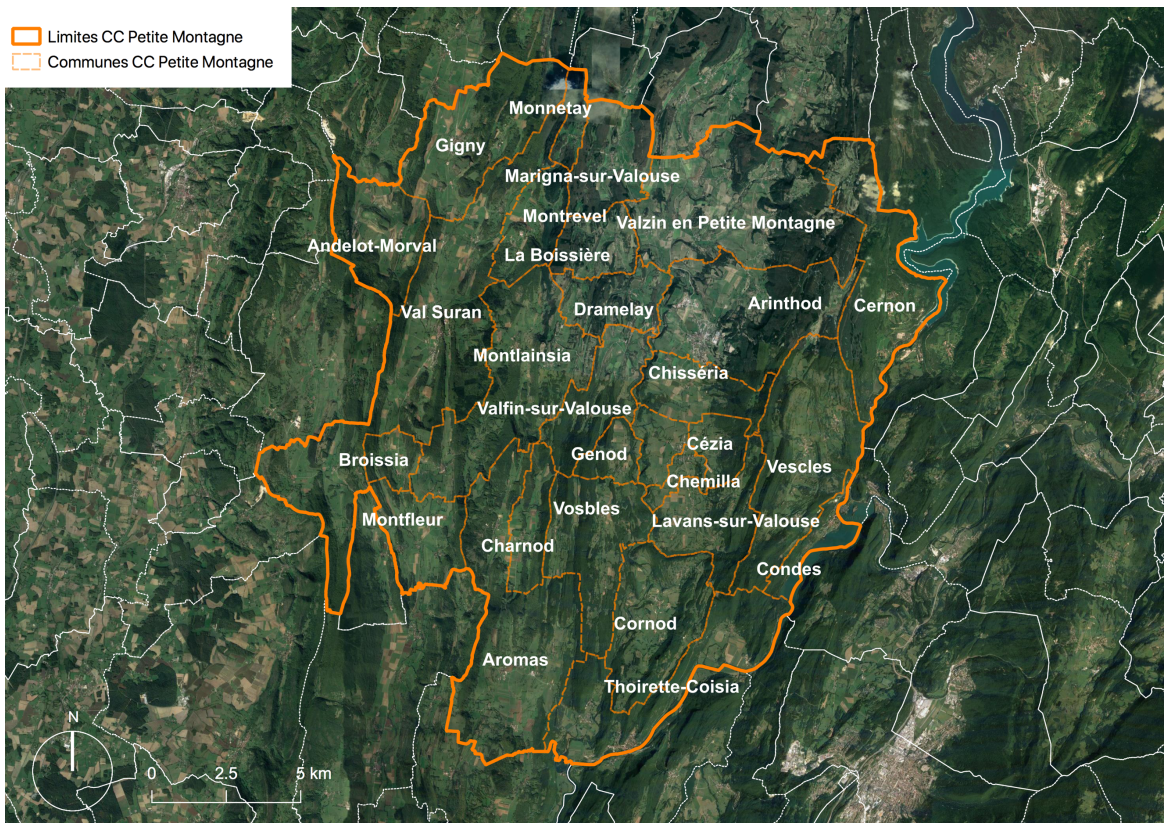 Limites CC Petite Montagne
Communes CC Petite Montagne
Monnetay
Gigny
Marigna-sur-Valouse
Montrevel
Valzin en Petite Montagne
Andelot-Morval
La Boissière
Val Suran
Dramelay
Arinthod
Cernon
Montlainsia
Chisséria
Valfin-sur-Valouse
Cézia
Broissia
Genod
Vescles
Chemilla
Vosbles
Montfleur
Lavans-sur-Valouse
Charnod
Condes
Cornod
Aromas
Thoirette-Coisia
N
0 2.5 5 km